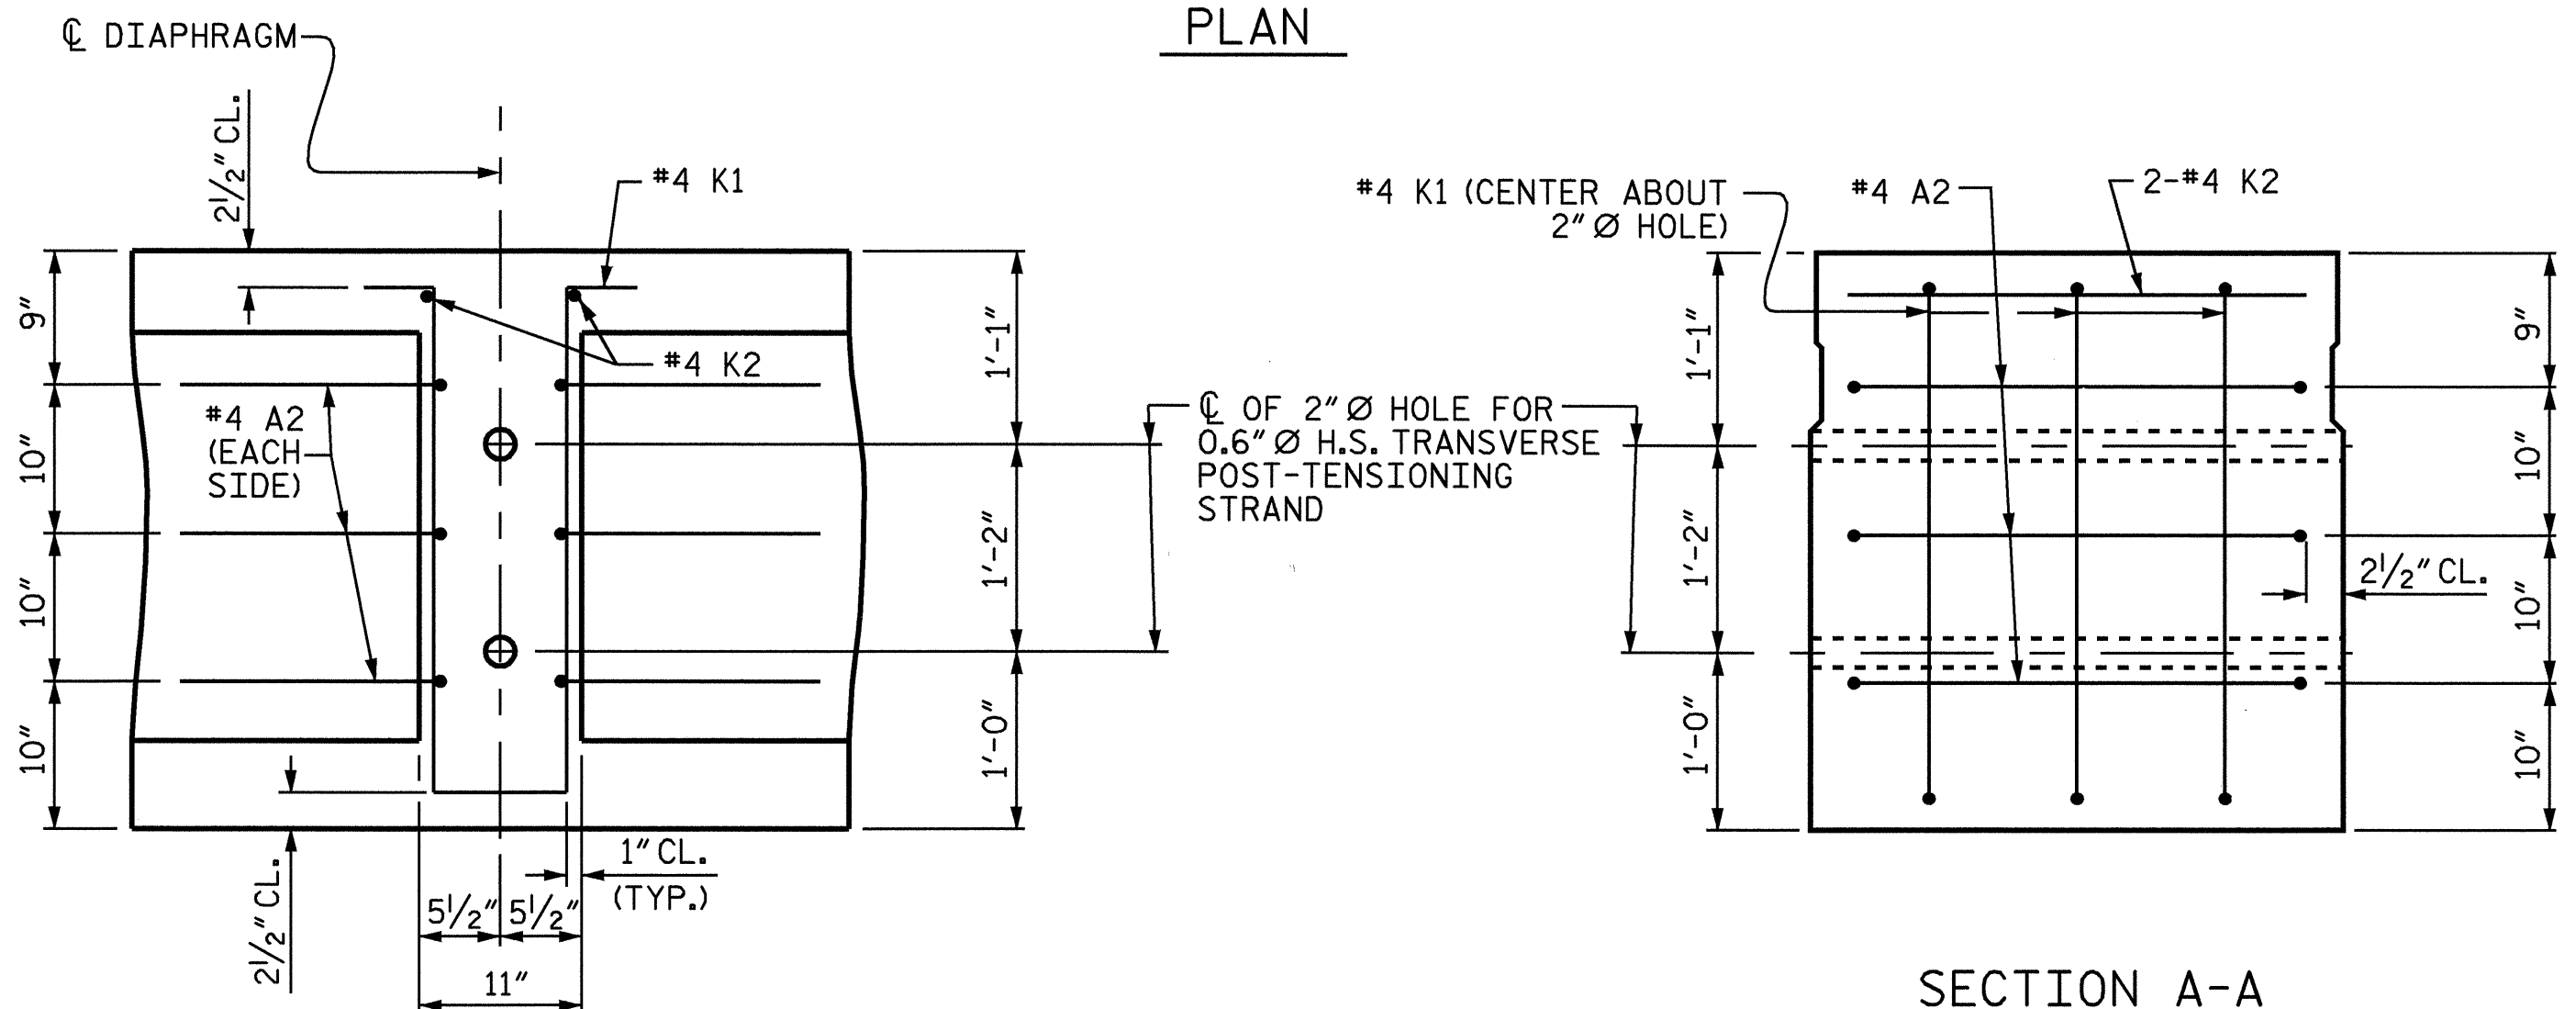 PLAN
℄ DIAPHRAGM
2½" CL.
#4 K1
#4 K2
9"
10"
10"
10"
#4 A2
(EACH
SIDE)
1'-1"
1'-2"
1'-0"
2½" CL.
1" CL.
(TYP.)
5½" 5½"
11"
℄ OF 2" Ø HOLE FOR
0.6" Ø H.S. TRANSVERSE
POST-TENSIONING
STRAND
#4 K1 (CENTER ABOUT
2" Ø HOLE)
#4 A2
2-#4 K2
1'-1"
1'-2"
1'-0"
9"
10"
10"
10"
2½" CL.
SECTION A-A